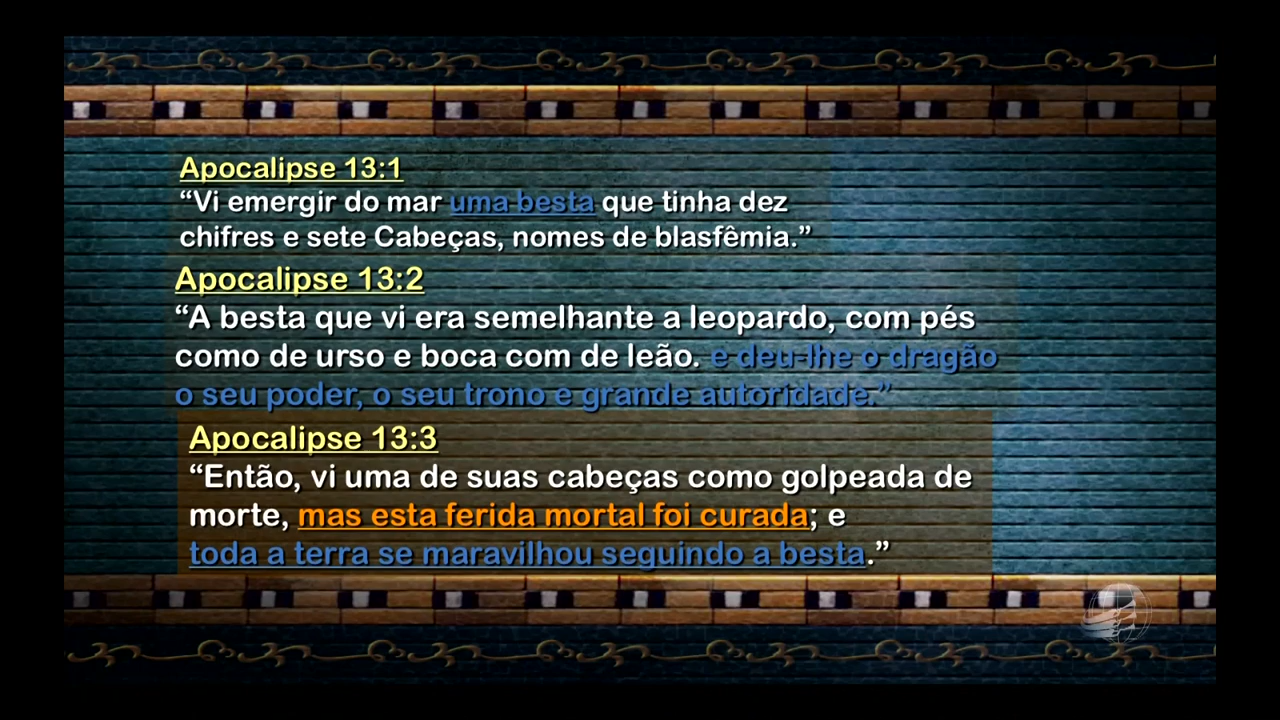 Apocalipse 13:1
“Vi emergir do mar uma besta que tinha dez
chifres e sete Cabeças, nomes de blasfêmia.”
Apocalipse 13:2
“A besta que vi era semelhante a leopardo, com pés
como de urso e boca com de leão. e deu-lhe o dragão
o seu poder, o seu trono e grande autoridade.”
Apocalipse 13:3
“Então, vi uma de suas cabeças como golpeada de
morte, mas esta ferida mortal foi curada; e
toda a terra se maravilhou seguindo a besta.”